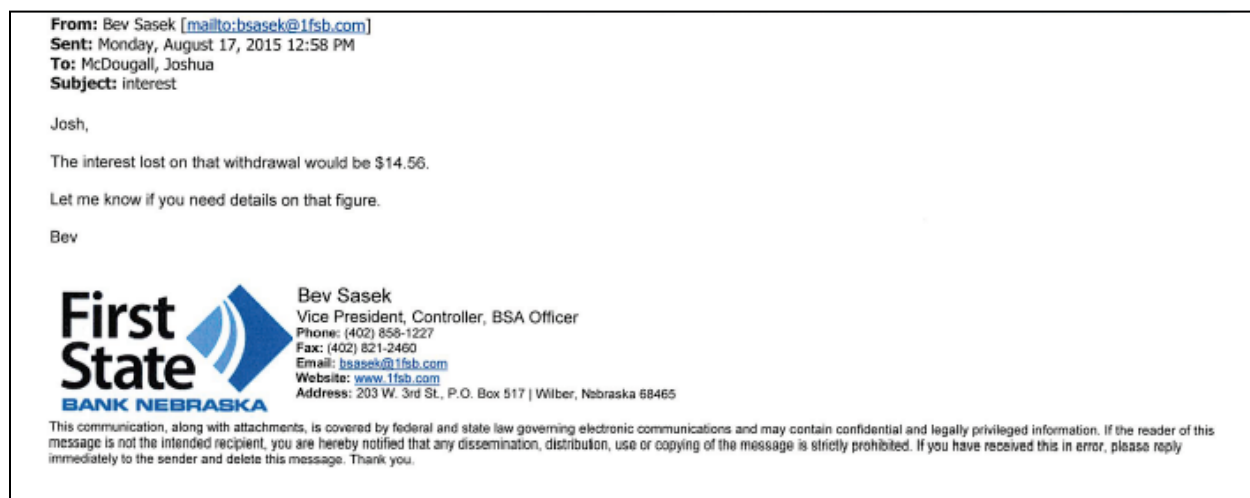 From: Bev Sasek [mailto:bsasek@1fsb.com]
Sent: Monday, August 17, 2015 12:58 PM
To: McDougall, Joshua
Subject: interest
Josh,
The interest lost on that withdrawal would be $14.56.
Let me know if you need details on that figure.
Bev
First
State
BANK NEBRASKA
Bev Sasek
Vice President, Controller, BSA Officer
Phone: (402) 858-1227
Fax: (402) 821-2460
Email: bsasek@1fsb.com
Website: www.1fsb.com
Address: 203 W. 3rd St., P.O. Box 517 | Wilber, Nebraska 68465
This communication, along with attachments, is covered by federal and state law governing electronic communications and may contain confidential and legally privileged information. If the reader of this
message is not the intended recipient, you are hereby notified that any dissemination, distribution, use or copying of the message is strictly prohibited. If you have received this in error, please reply
immediately to the sender and delete this message. Thank you.